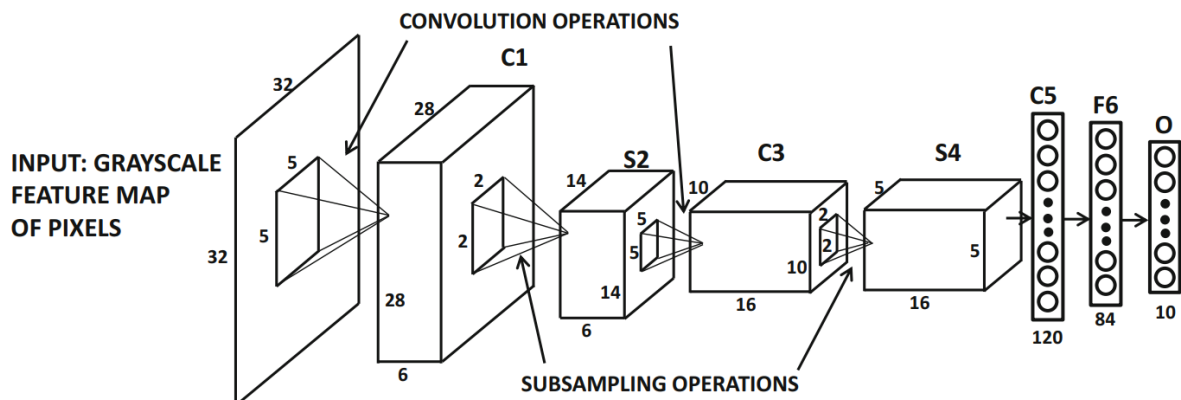 CONVOLUTION OPERATIONS
INPUT: GRAYSCALE
FEATURE MAP
OF PIXELS
32
32
5
5
C1
28
28
6
2
2
S2
14
14
6
5
5
C3
10
10
16
2
2
S4
5
5
16
C5
120
F6
84
O
10
SUBSAMPLING OPERATIONS